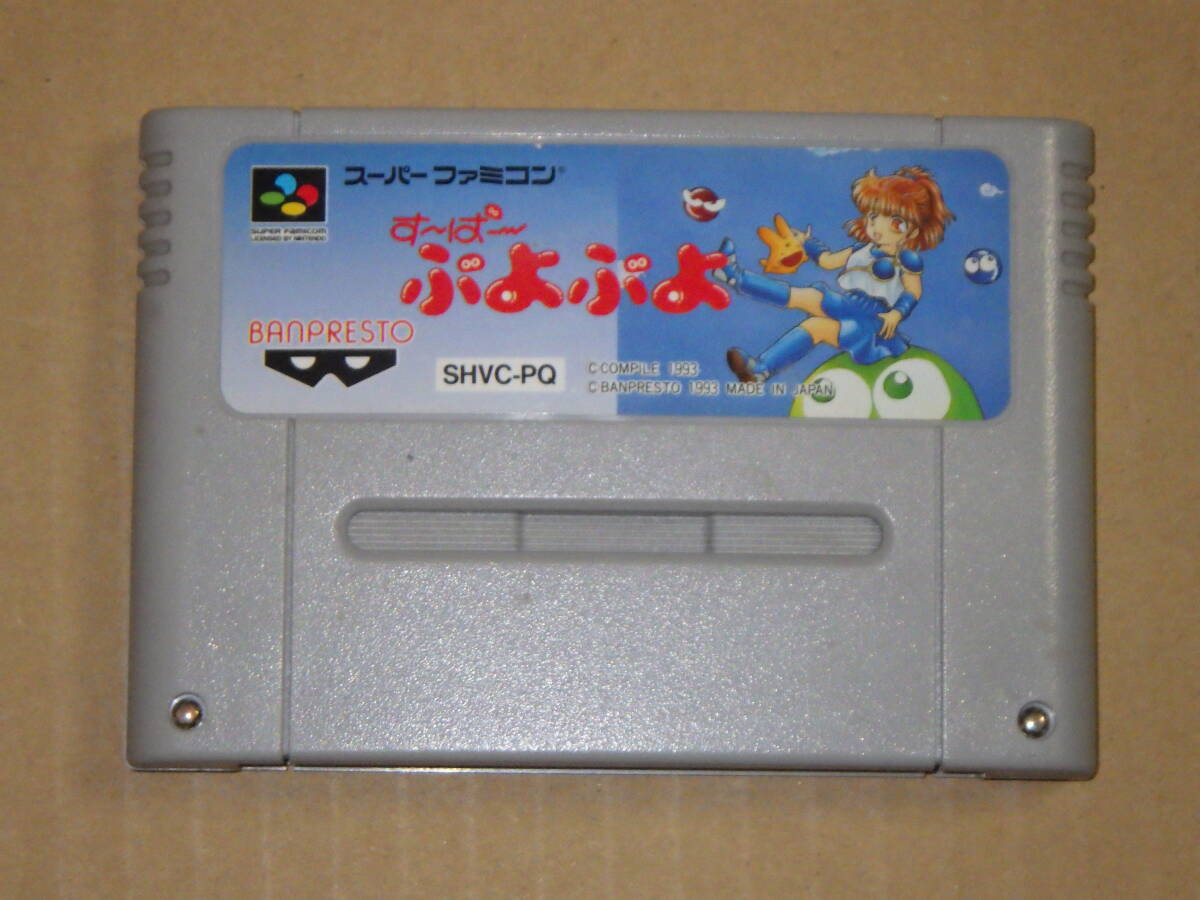 スーパーファミコン®
SUPER FAMICOM
LICENSED BY NINTENDO
す〜ぱ〜
ぷよぷよ
BANPRESTO
SHVC-PQ
C COMPILE 1993
C BANPRESTO 1993 MADE IN JAPAN